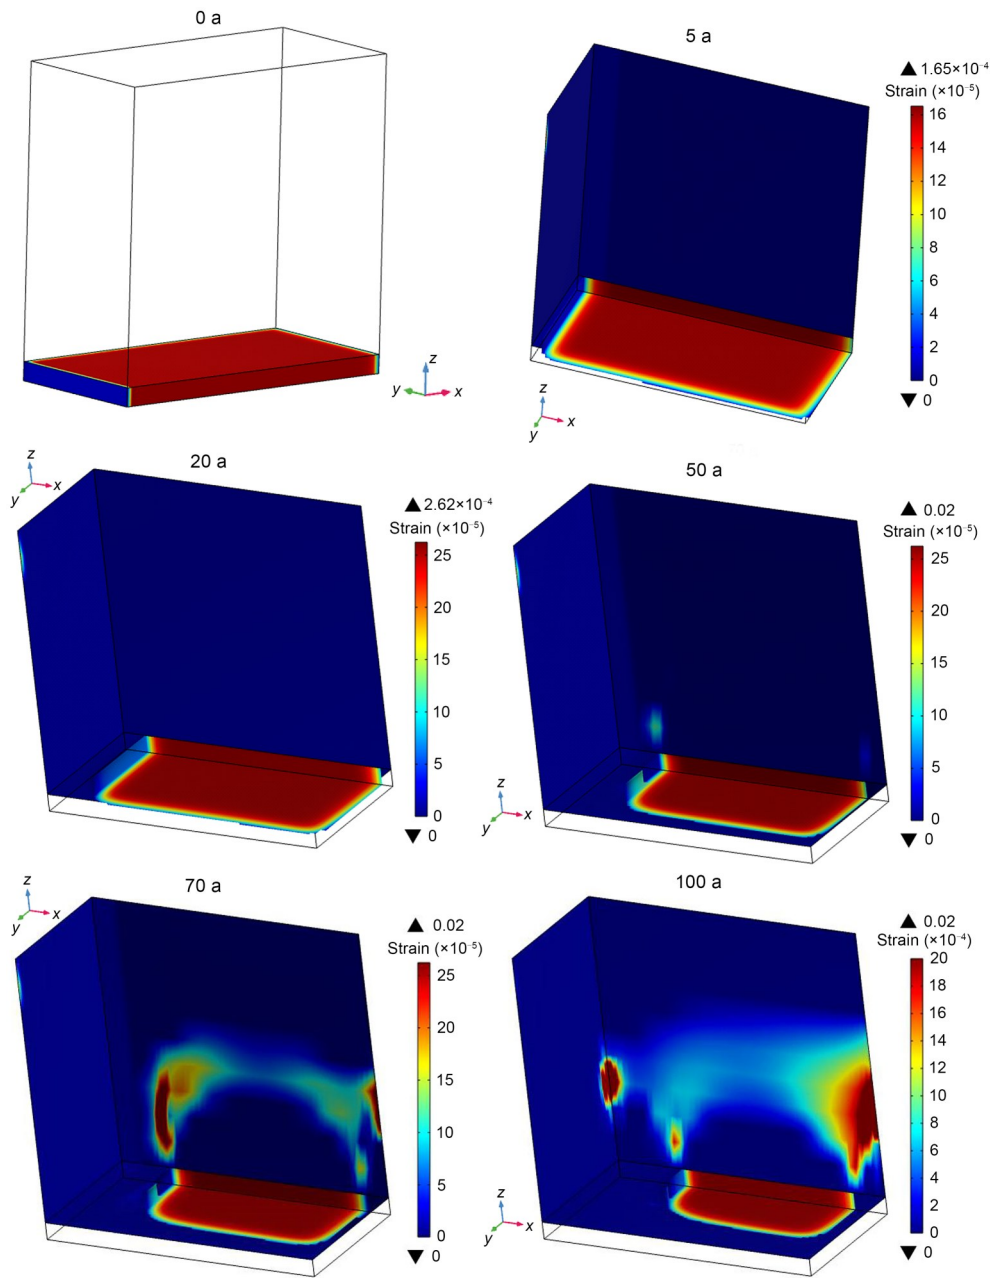 0 a
z
y
x
5 a
▲ 1.65×10⁻⁴
Strain (×10⁻⁵)
16
14
12
10
8
6
4
2
0
▼ 0
z
x
y
20 a
z
x
y
▲ 2.62×10⁻⁴
Strain (×10⁻⁵)
25
20
15
10
5
0
▼ 0
50 a
▲ 0.02
Strain (×10⁻⁵)
25
20
15
10
5
0
▼ 0
z
x
y
70 a
z
x
y
▲ 0.02
Strain (×10⁻⁵)
25
20
15
10
5
0
▼ 0
100 a
▲ 0.02
Strain (×10⁻⁴)
20
18
16
14
12
10
8
6
4
2
0
▼ 0
z
x
y